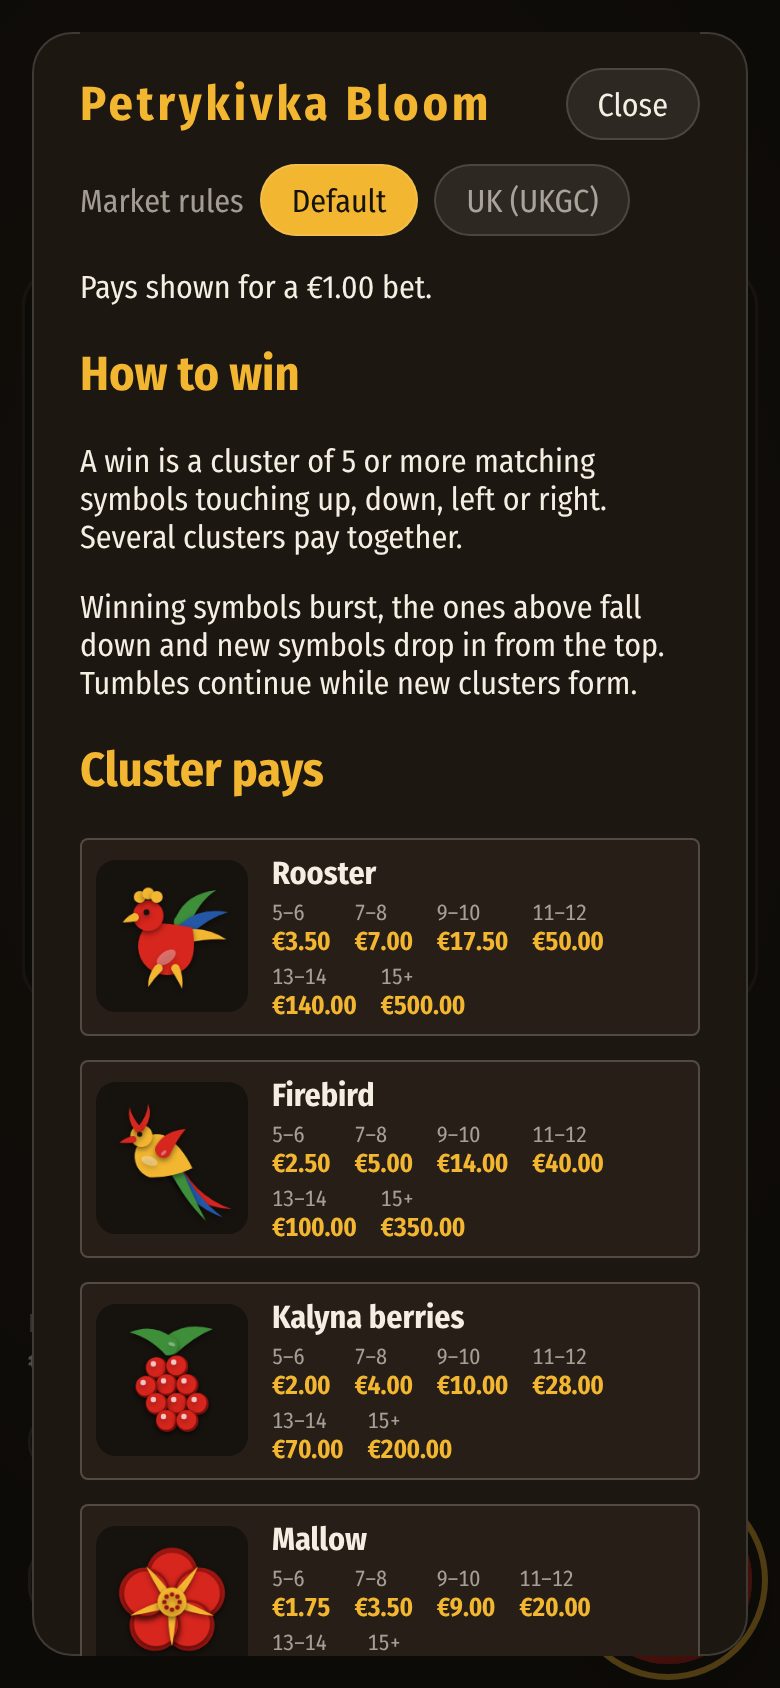 Petrykivka Bloom
Close
Market rules
Default
UK (UKGC)
Pays shown for a €1.00 bet.
How to win
A win is a cluster of 5 or more matching
symbols touching up, down, left or right.
Several clusters pay together.
Winning symbols burst, the ones above fall
down and new symbols drop in from the top.
Tumbles continue while new clusters form.
Cluster pays
Rooster
5–6 7–8 9–10 11–12
€3.50 €7.00 €17.50 €50.00
13–14 15+
€140.00 €500.00
Firebird
5–6 7–8 9–10 11–12
€2.50 €5.00 €14.00 €40.00
13–14 15+
€100.00 €350.00
Kalyna berries
5–6 7–8 9–10 11–12
€2.00 €4.00 €10.00 €28.00
13–14 15+
€70.00 €200.00
Mallow
5–6 7–8 9–10 11–12
€1.75 €3.50 €9.00 €20.00
13–14 15+